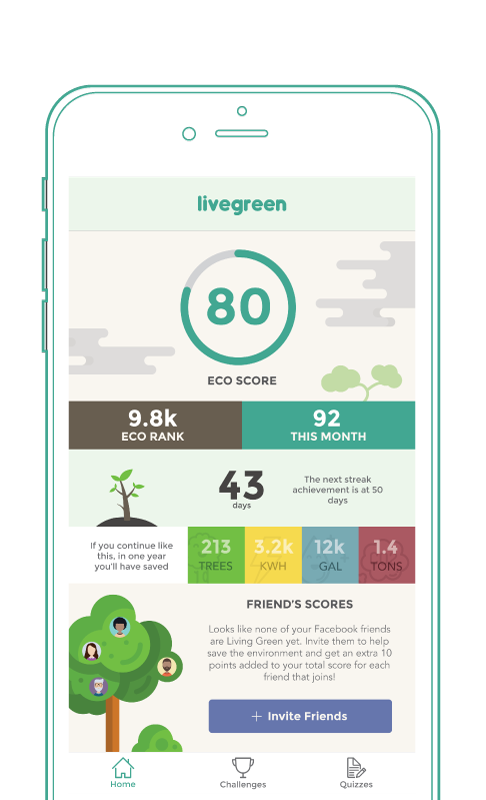 livegreen
80
ECO SCORE
9.8k
ECO RANK
92
THIS MONTH
43
days
The next streak
achievement is at 50
days
If you continue like
this, in one year
you'll have saved
213
TREES
3.2k
KWH
12k
GAL
1.4
TONS
FRIEND'S SCORES
Looks like none of your Facebook friends
are Living Green yet. Invite them to help
save the environment and get an extra 10
points added to your total score for each
friend that joins!
+ Invite Friends
Home
Challenges
Quizzes